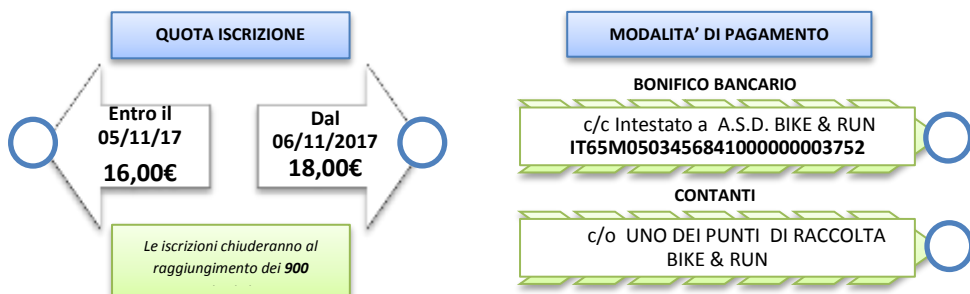 QUOTA ISCRIZIONE
Entro il
05/11/17
16,00€
Dal
06/11/2017
18,00€
Le iscrizioni chiuderanno al
raggiungimento dei 900
MODALITA’ DI PAGAMENTO
BONIFICO BANCARIO
c/c Intestato a A.S.D. BIKE & RUN
IT65M0503456841000000003752
CONTANTI
c/o UNO DEI PUNTI DI RACCOLTA
BIKE & RUN